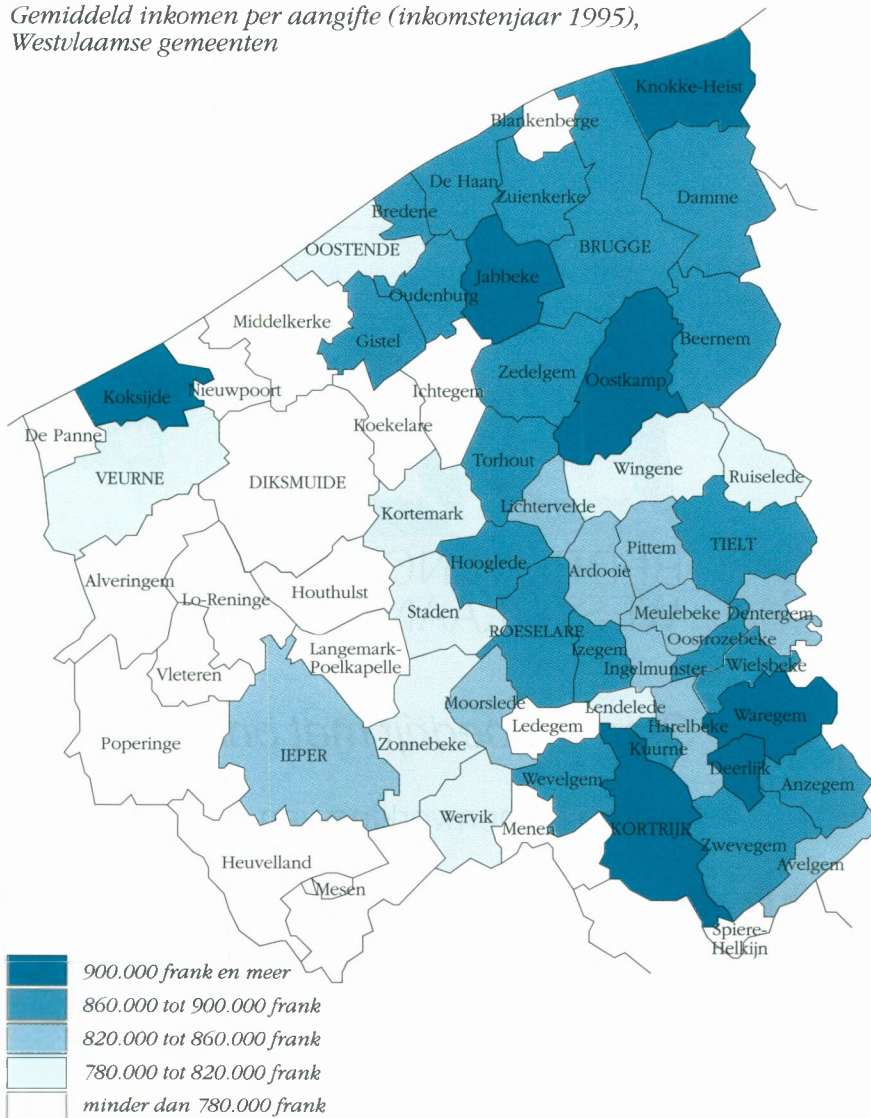 Gemiddeld inkomen per aangifte (inkomstenjaar 1995),
Westvlaamse gemeenten
Knokke-Heist
Blankenberge
De Haan
Zuienkerke
Damme
Bredene
OOSTENDE
BRUGGE
Jabbeke
Oudenburg
Middelkerke
Gistel
Beernem
Zedelgem
Oostkamp
Koksijde
Nieuwpoort
Ichtegem
Koekelare
De Panne
Torhout
Wingene
Ruiselede
VEURNE
DIKSMUIDE
Kortemark
Lichtervelde
Pittem
TIELT
Hooglede
Ardooie
Alveringem
Lo-Reninge
Houthulst
Staden
Meulebeke
Dentergem
ROESELARE
Oostrozebeke
Izegem
Langemark-
Poelkapelle
Ingelmunster
Wielsbeke
Vleteren
Moorslede
Lendelede
Waregem
Ledegem
Harelbeke
Poperinge
IEPER
Zonnebeke
Kuurne
Deerlijk
Wevelgem
Anzegem
Wervik
Menen
KORTRIJK
Zwevegem
Avelgem
Heuvelland
Mesen
Spiere-
Helkijn
900.000 frank en meer
860.000 tot 900.000 frank
820.000 tot 860.000 frank
780.000 tot 820.000 frank
minder dan 780.000 frank